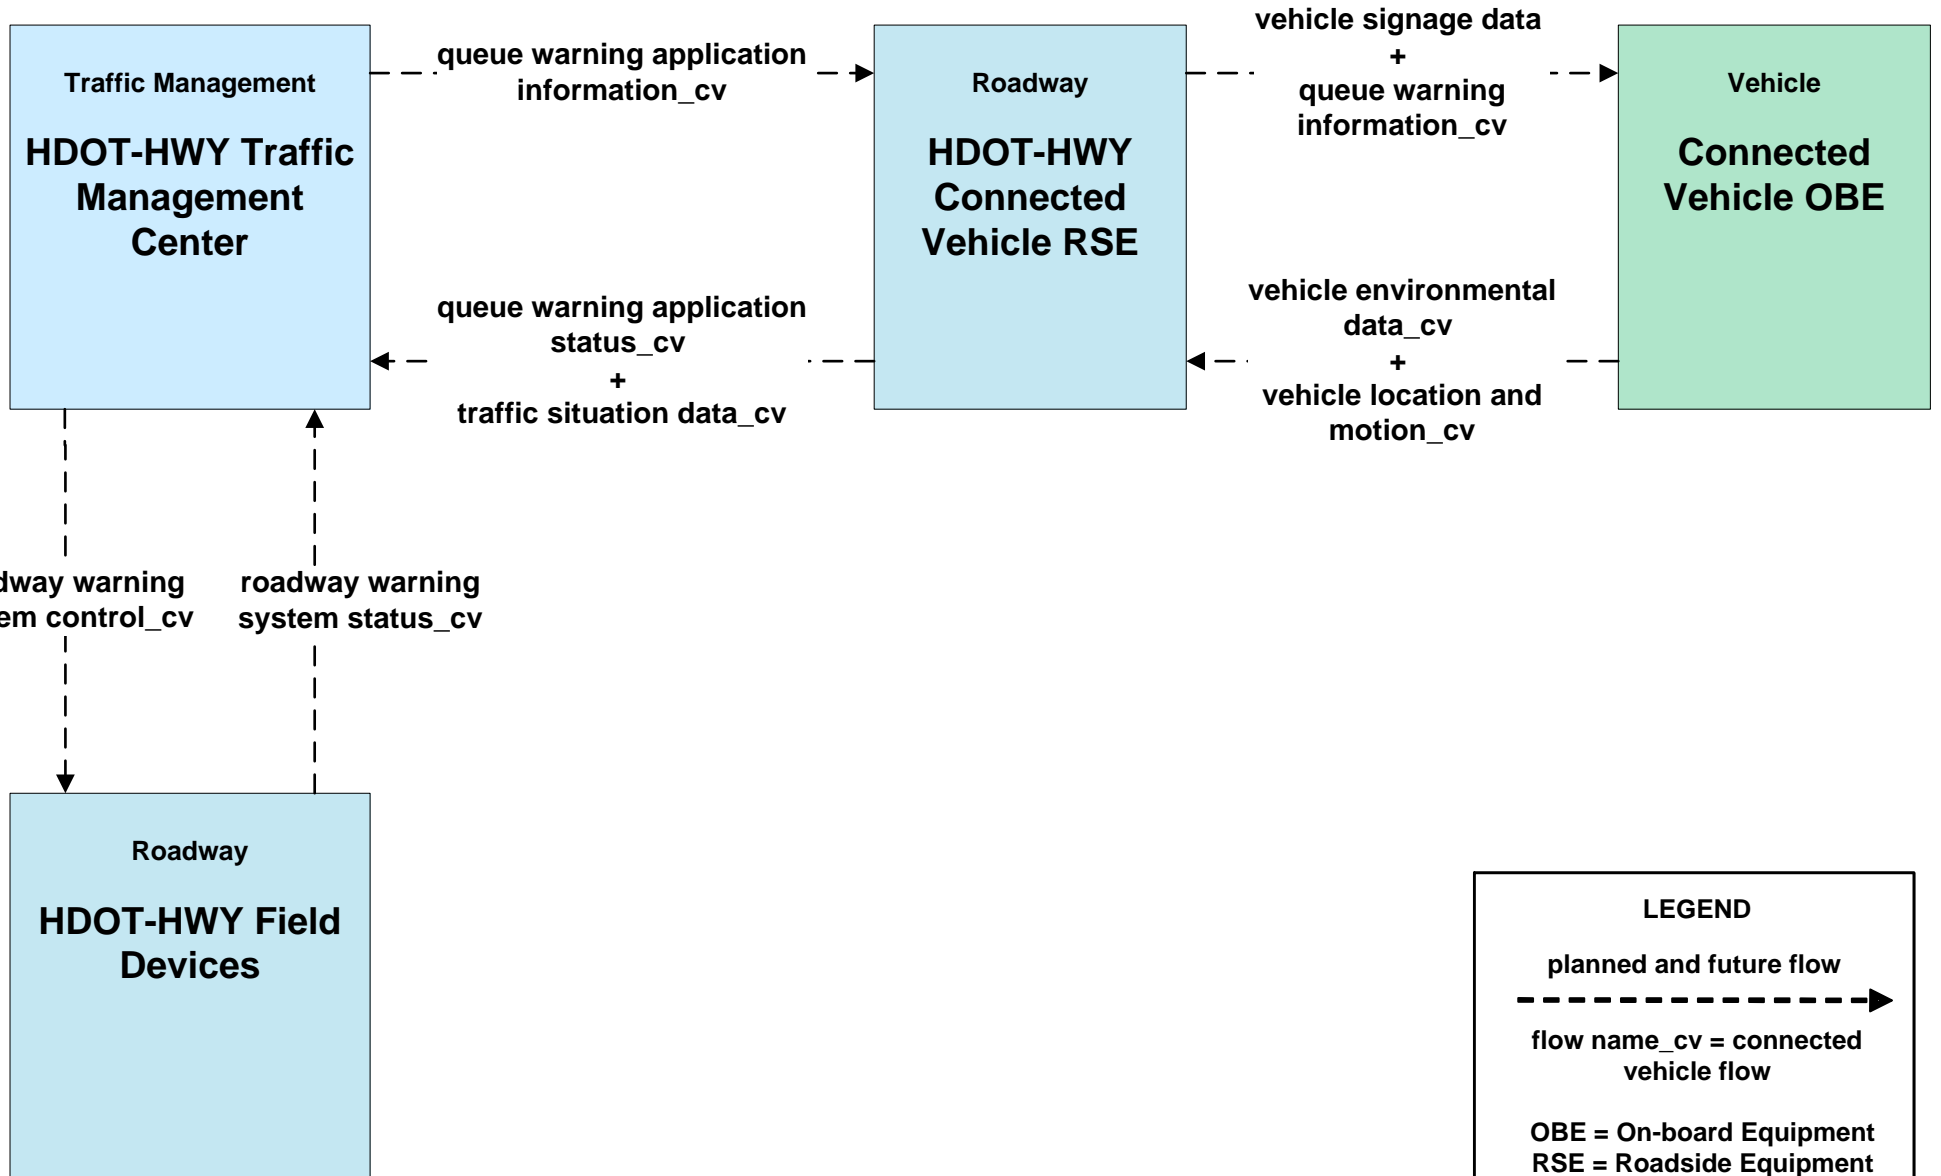 Traffic Management
HDOT-HWY Traffic
Management
Center
queue warning application
information_cv
Roadway
HDOT-HWY
Connected
Vehicle RSE
vehicle signage data
+
queue warning
information_cv
Vehicle
Connected
Vehicle OBE
queue warning application
status_cv
+
traffic situation data_cv
vehicle environmental
data_cv
+
vehicle location and
motion_cv
warning
control_cv
roadway warning
system status_cv
Roadway
HDOT-HWY Field
Devices
LEGEND
planned and future flow
flow name_cv = connected
vehicle flow
OBE = On-board Equipment
RSE = Roadside Equipment